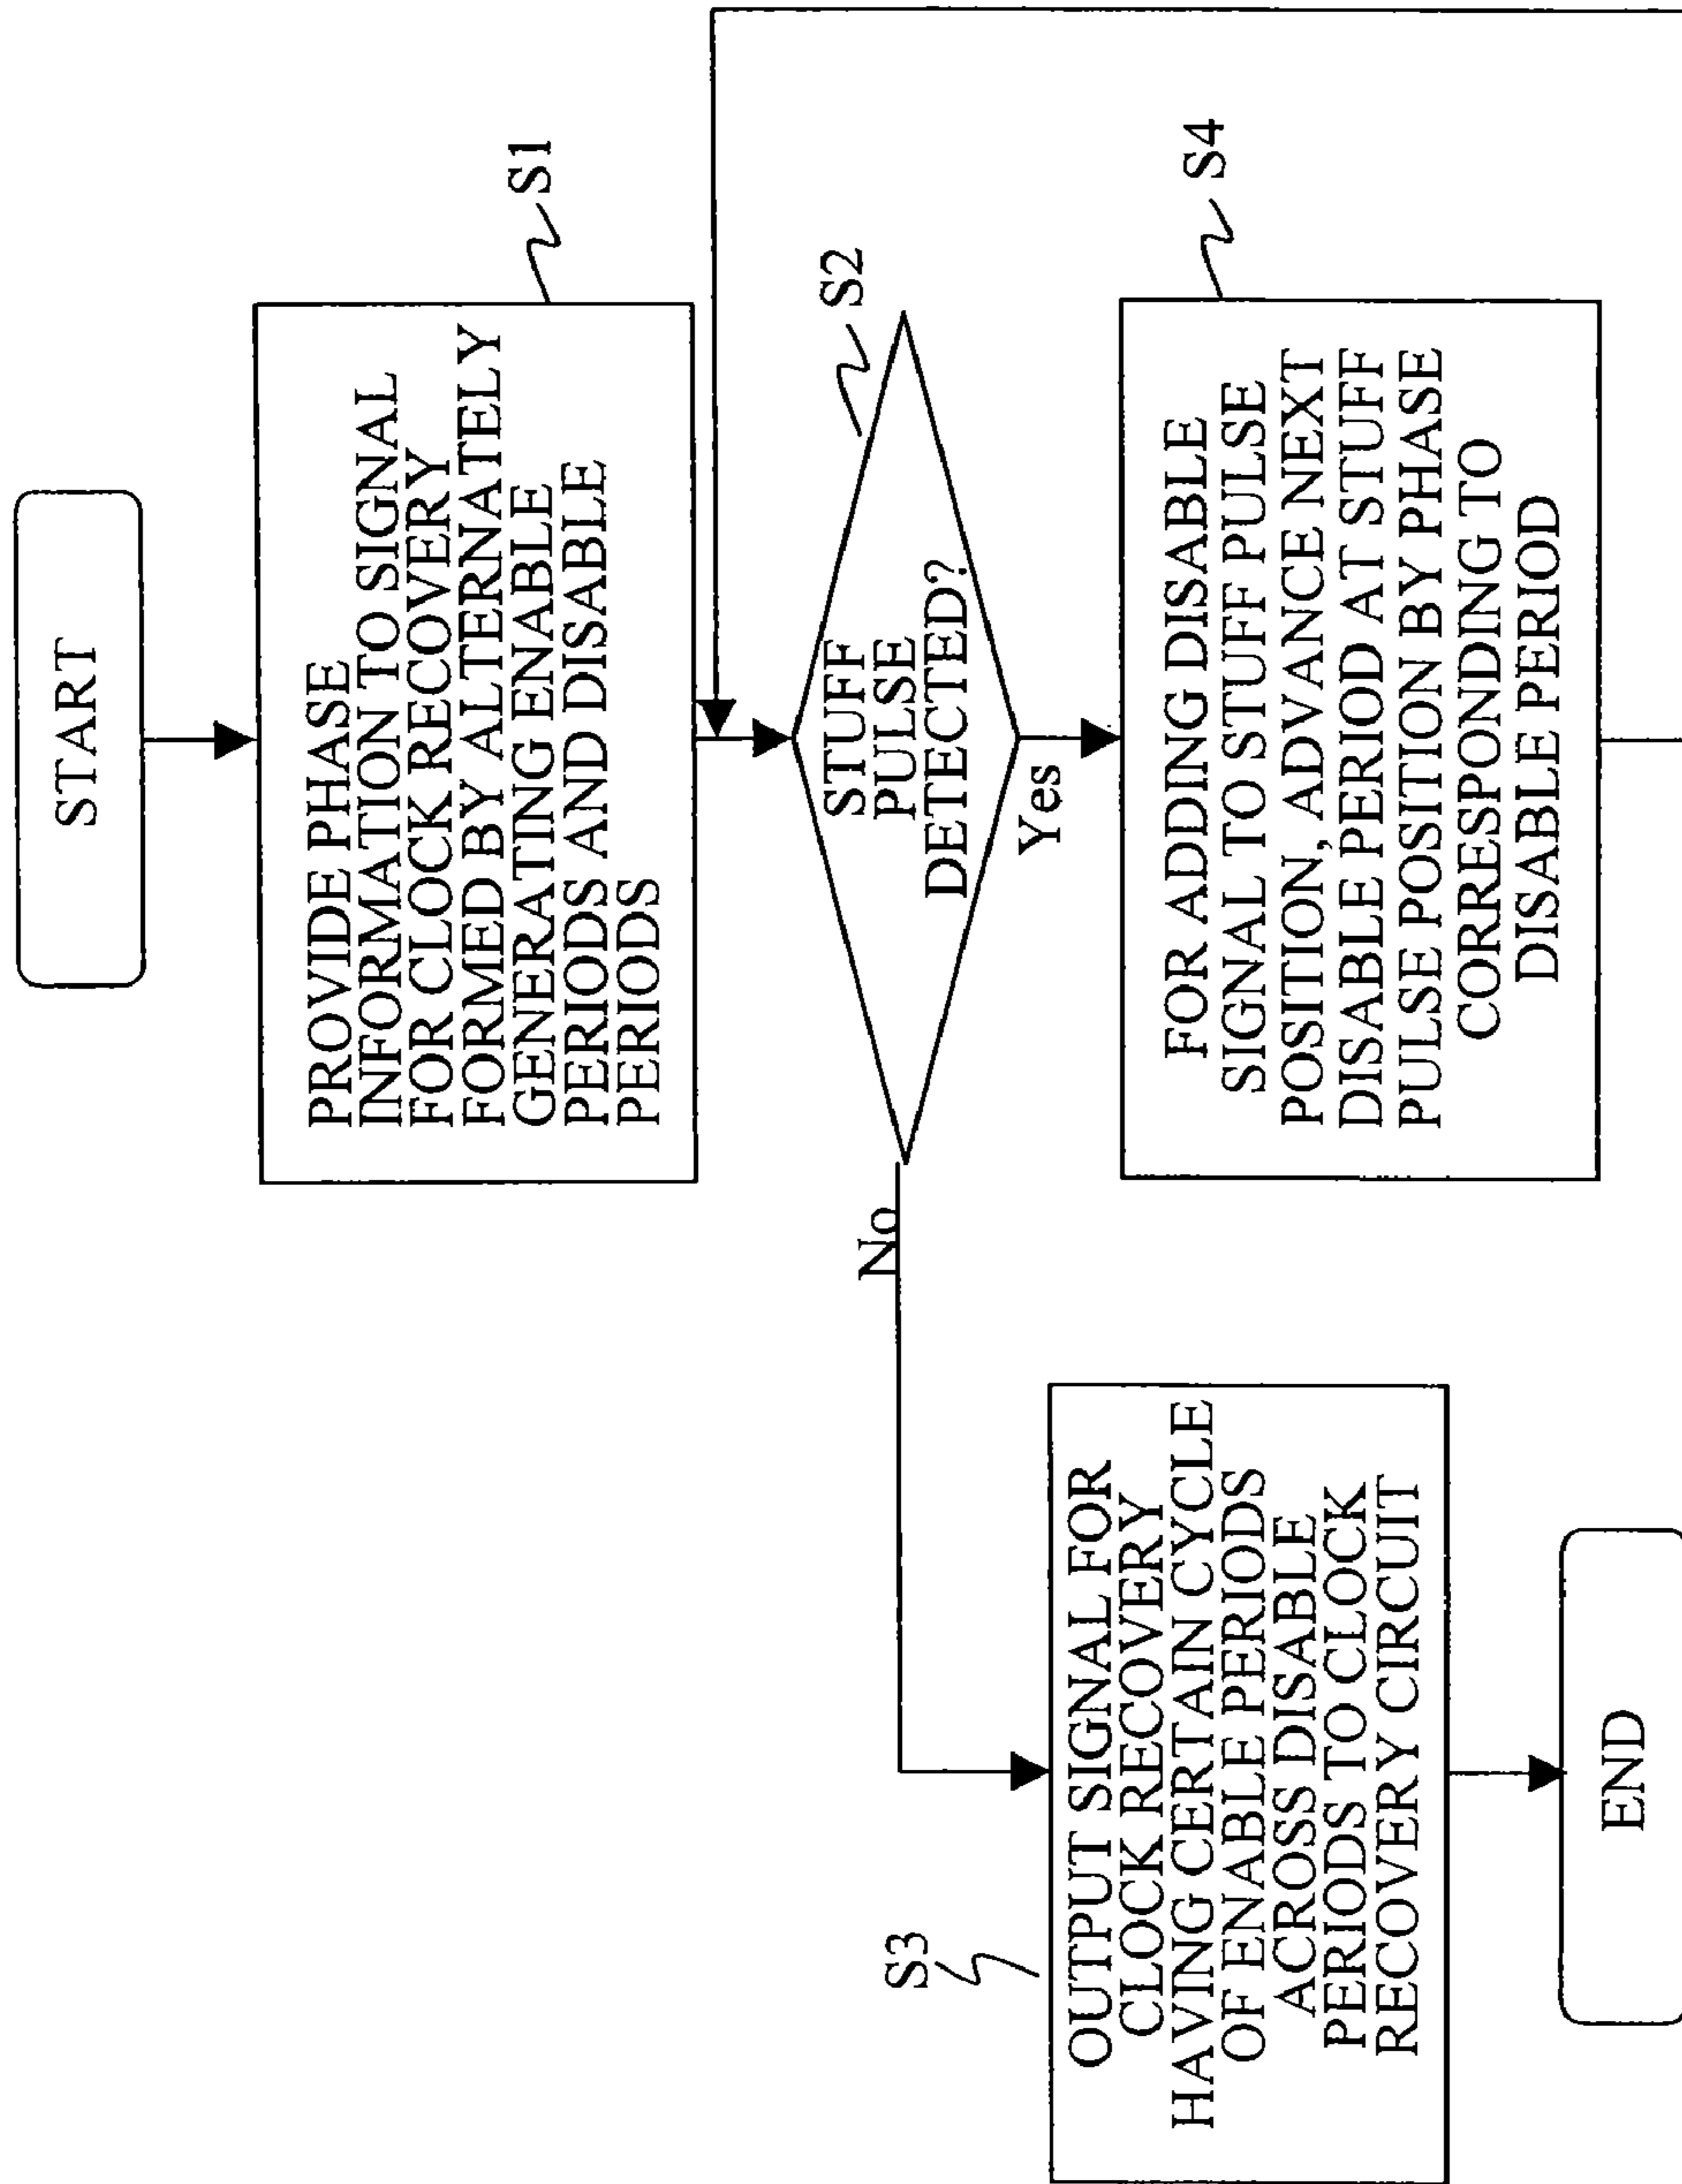 START
PROVIDE PHASE
INFORMATION TO SIGNAL
FOR CLOCK RECOVERY
FORMED BY ALTERNATELY
GENERATING ENABLE
PERIODS AND DISABLE
PERIODS
S1
STUFF
PULSE
DETECTED?
S2
No
Yes
OUTPUT SIGNAL FOR
CLOCK RECOVERY
HAVING CERTAIN CYCLE
OF ENABLE PERIODS
ACROSS DISABLE
PERIODS TO CLOCK
RECOVERY CIRCUIT
S3
FOR ADDING DISABLE
SIGNAL TO STUFF PULSE
POSITION, ADVANCE NEXT
DISABLE PERIOD AT STUFF
PULSE POSITION BY PHASE
CORRESPONDING TO
DISABLE PERIOD
S4
END